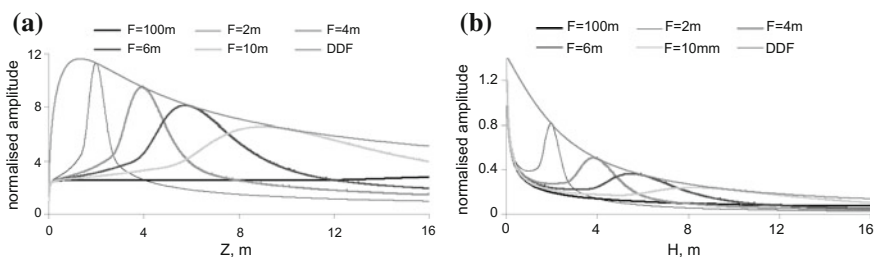 (a)
F=100m F=2m F=4m
F=6m F=10m DDF
normalised amplitude
12
8
4
0
0 4 8 12 16
Z, m
(b)
F=100m F=2m F=4m
F=6m F=10mm DDF
normalised amplitude
1.2
0.8
0.4
0
0 4 8 12 16
H, m